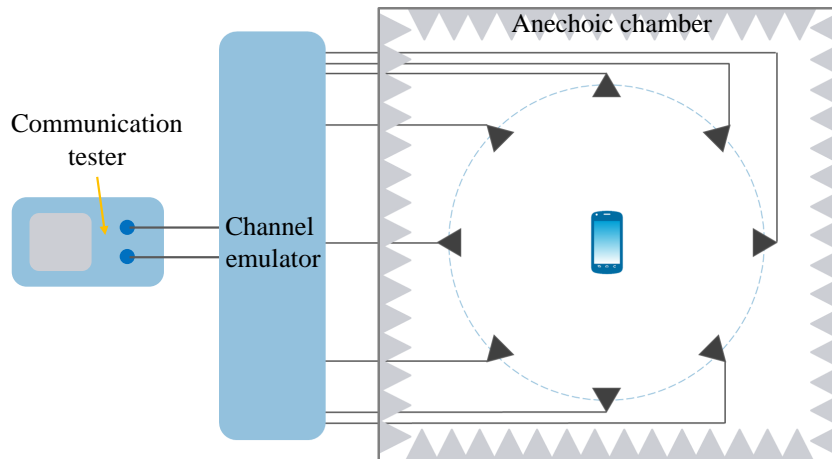 Anechoic chamber
Communication
tester
Channel
emulator